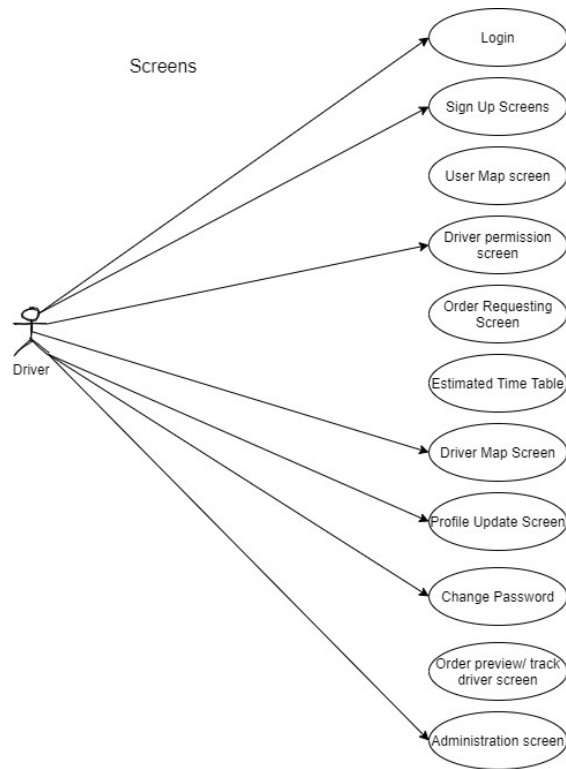 Screens
Login
Sign Up Screens
User Map screen
Driver permission
screen
Order Requesting
Screen
Driver
Estimated Time Table
Driver Map Screen
Profile Update Screen
Change Password
Order preview/ track
driver screen
Administration screen